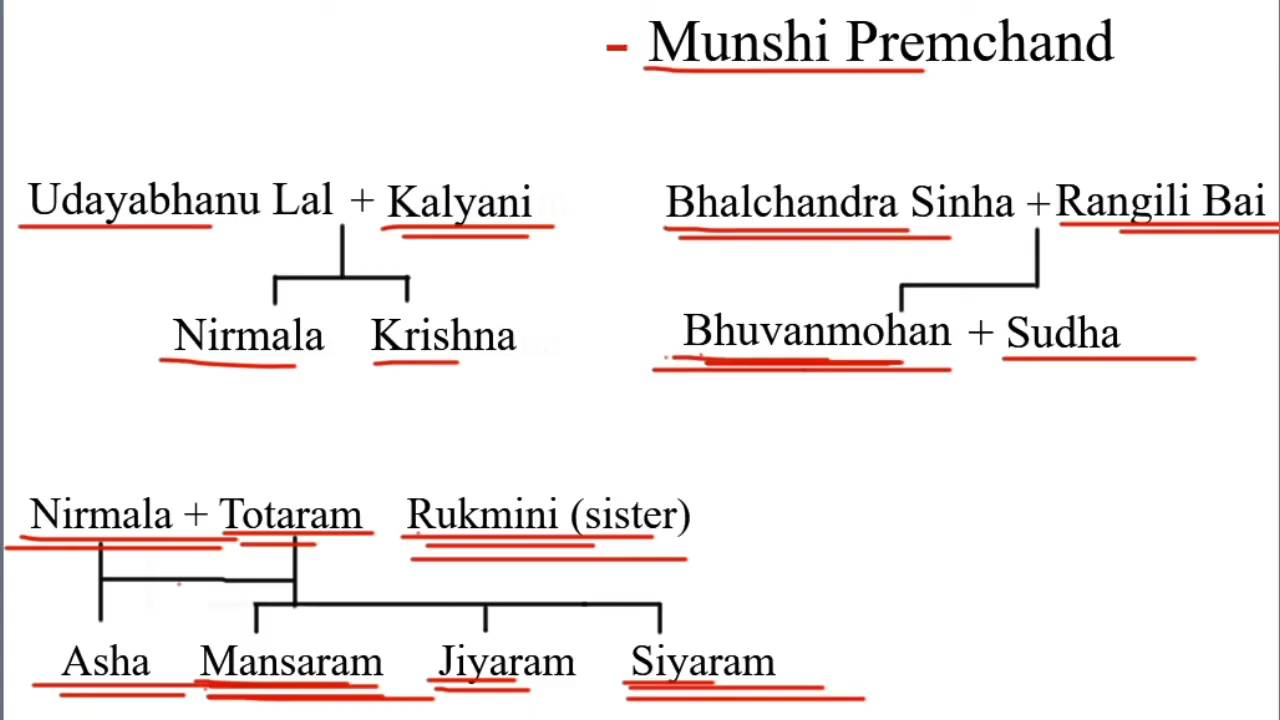 - Munshi Premchand
Udayabhanu Lal + Kalyani
Bhalchandra Sinha + Rangili Bai
Nirmala Krishna
Bhuvanmohan + Sudha
Nirmala + Totaram Rukmini (sister)
Asha Mansaram Jiyaram Siyaram